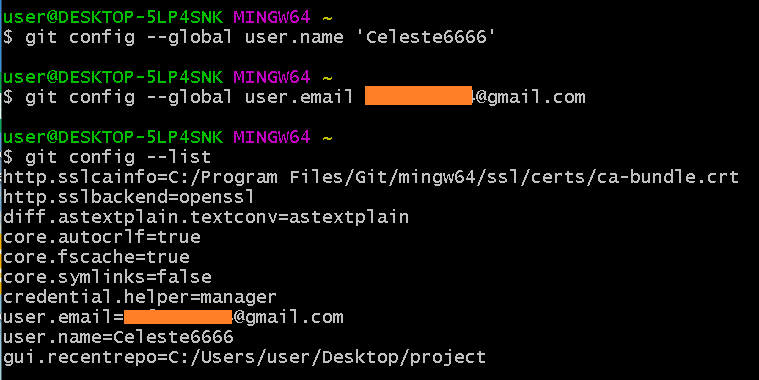 user@DESKTOP-5LP4SNK MINGW64 ~
$ git config --global user.name 'Celeste6666'
user@DESKTOP-5LP4SNK MINGW64 ~
$ git config --global user.email @gmail.com
user@DESKTOP-5LP4SNK MINGW64 ~
$ git config --list
http.sslcainfo=C:/Program Files/Git/mingw64/ssl/certs/ca-bundle.crt
http.sslbackend=openssl
diff.astextplain.textconv=astextplain
core.autocrlf=true
core.fscache=true
core.symlinks=false
credential.helper=manager
user.email=@gmail.com
user.name=Celeste6666
gui.recentrepo=C:/Users/user/Desktop/project